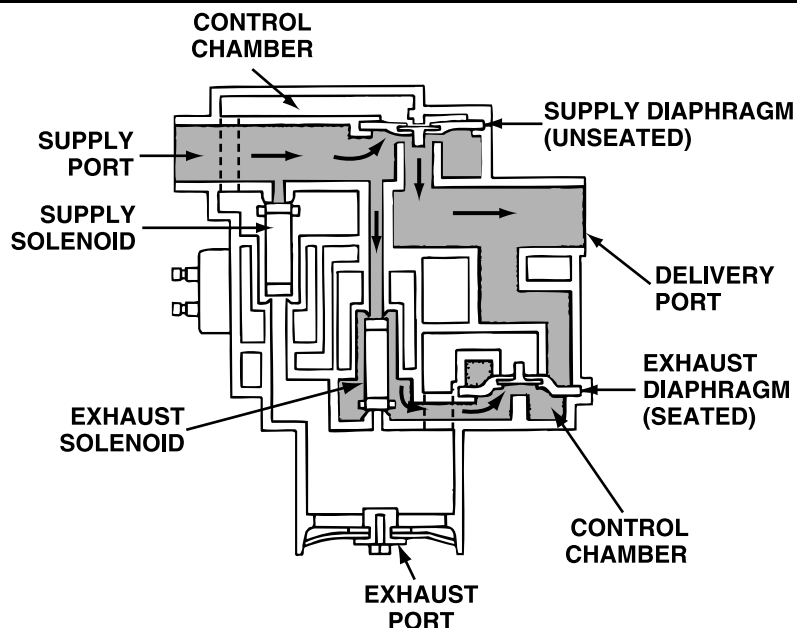 CONTROL
CHAMBER
SUPPLY DIAPHRAGM
(UNSEATED)
SUPPLY
PORT
SUPPLY
SOLENOID
DELIVERY
PORT
EXHAUST
DIAPHRAGM
(SEATED)
EXHAUST
SOLENOID
CONTROL
CHAMBER
EXHAUST
PORT